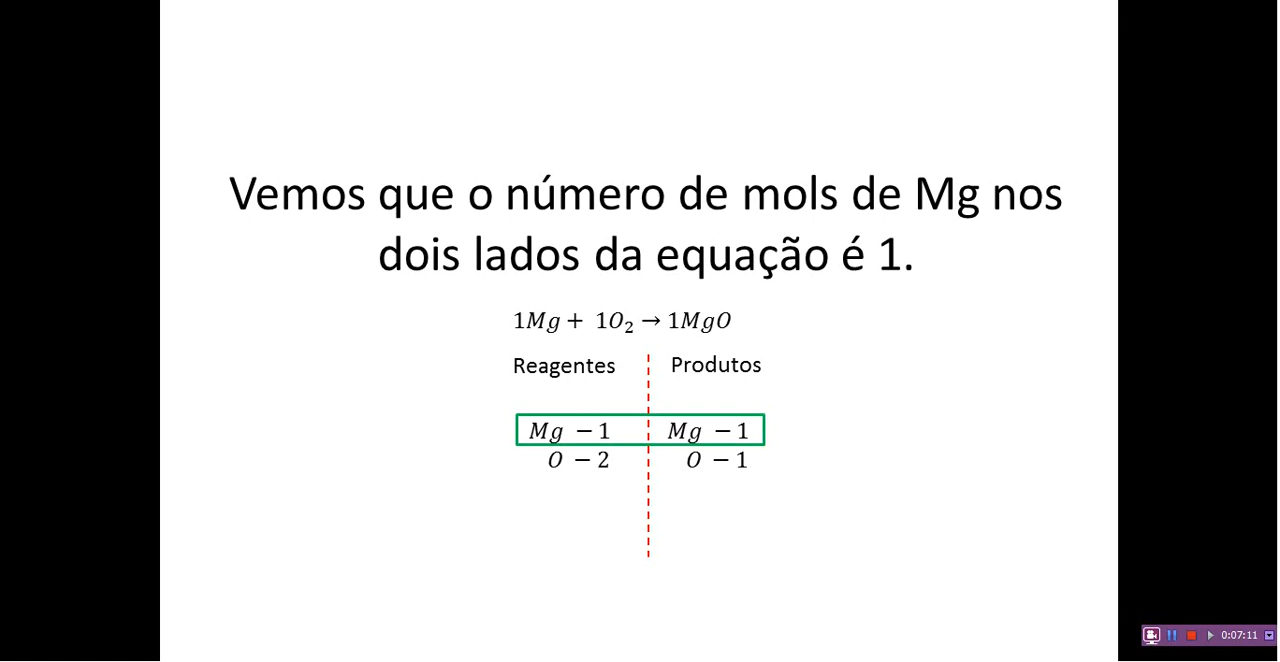 Vemos que o número de mols de Mg nos
dois lados da equação é 1.
1Mg + 1O₂ → 1MgO
Reagentes Produtos
Mg − 1 Mg − 1
O − 2 O − 1
0:07:11